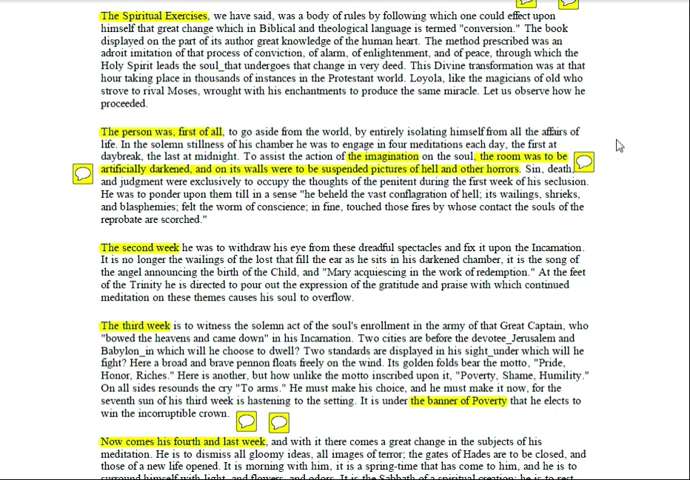 The Spiritual Exercises, we have said, was a body of rules by following which one could effect upon
himself that great change which in Biblical and theological language is termed "conversion." The book
displayed on the part of its author great knowledge of the human heart. The method prescribed was an
adroit imitation of that process of conviction, of alarm, of enlightenment, and of peace, through which the
Holy Spirit leads the soul_that undergoes that change in very deed. This Divine transformation was at that
hour taking place in thousands of instances in the Protestant world. Loyola, like the magicians of old who
strove to rival Moses, wrought with his enchantments to produce the same miracle. Let us observe how he
proceeded.
The person was, first of all, to go aside from the world, by entirely isolating himself from all the affairs of
life. In the solemn stillness of his chamber he was to engage in four meditations each day, the first at
daybreak, the last at midnight. To assist the action of the imagination on the soul, the room was to be
artificially darkened, and on its walls were to be suspended pictures of hell and other horrors. Sin, death,
and judgment were exclusively to occupy the thoughts of the penitent during the first week of his seclusion.
He was to ponder upon them till in a sense "he beheld the vast conflagration of hell; its wailings, shrieks,
and blasphemies; felt the worm of conscience; in fine, touched those fires by whose contact the souls of the
reprobate are scorched."
The second week he was to withdraw his eye from these dreadful spectacles and fix it upon the Incarnation.
It is no longer the wailings of the lost that fill the ear as he sits in his darkened chamber, it is the song of
the angel announcing the birth of the Child, and "Mary acquiescing in the work of redemption." At the feet
of the Trinity he is directed to pour out the expression of the gratitude and praise with which continued
meditation on these themes causes his soul to overflow.
The third week is to witness the solemn act of the soul's enrollment in the army of that Great Captain, who
"bowed the heavens and came down" in his Incarnation. Two cities are before the devotee_Jerusalem and
Babylon_in which will he choose to dwell? Two standards are displayed in his sight_under which will he
fight? Here a broad and brave pennon floats freely on the wind. Its golden folds bear the motto, "Pride,
Honor, Riches." Here is another, but how unlike the motto inscribed upon it, "Poverty, Shame, Humility."
On all sides resounds the cry "To arms." He must make his choice, and he must make it now, for the
seventh sun of his third week is hastening to the setting. It is under the banner of Poverty that he elects to
win the incorruptible crown.
Now comes his fourth and last week, and with it there comes a great change in the subjects of his
meditation. He is to dismiss all gloomy ideas, all images of terror; the gates of Hades are to be closed, and
those of a new life opened. It is morning with him, it is a spring-time that has come to him, and he is to
surround himself with light, and flowers, and odors. It is the Sabbath of a spiritual creation; he is to rest